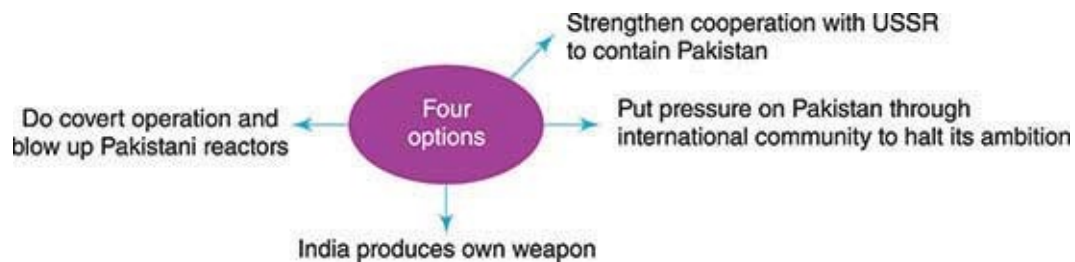 Strengthen cooperation with USSR
to contain Pakistan
Four
options
Do covert operation and
blow up Pakistani reactors
Put pressure on Pakistan through
international community to halt its ambition
India produces own weapon